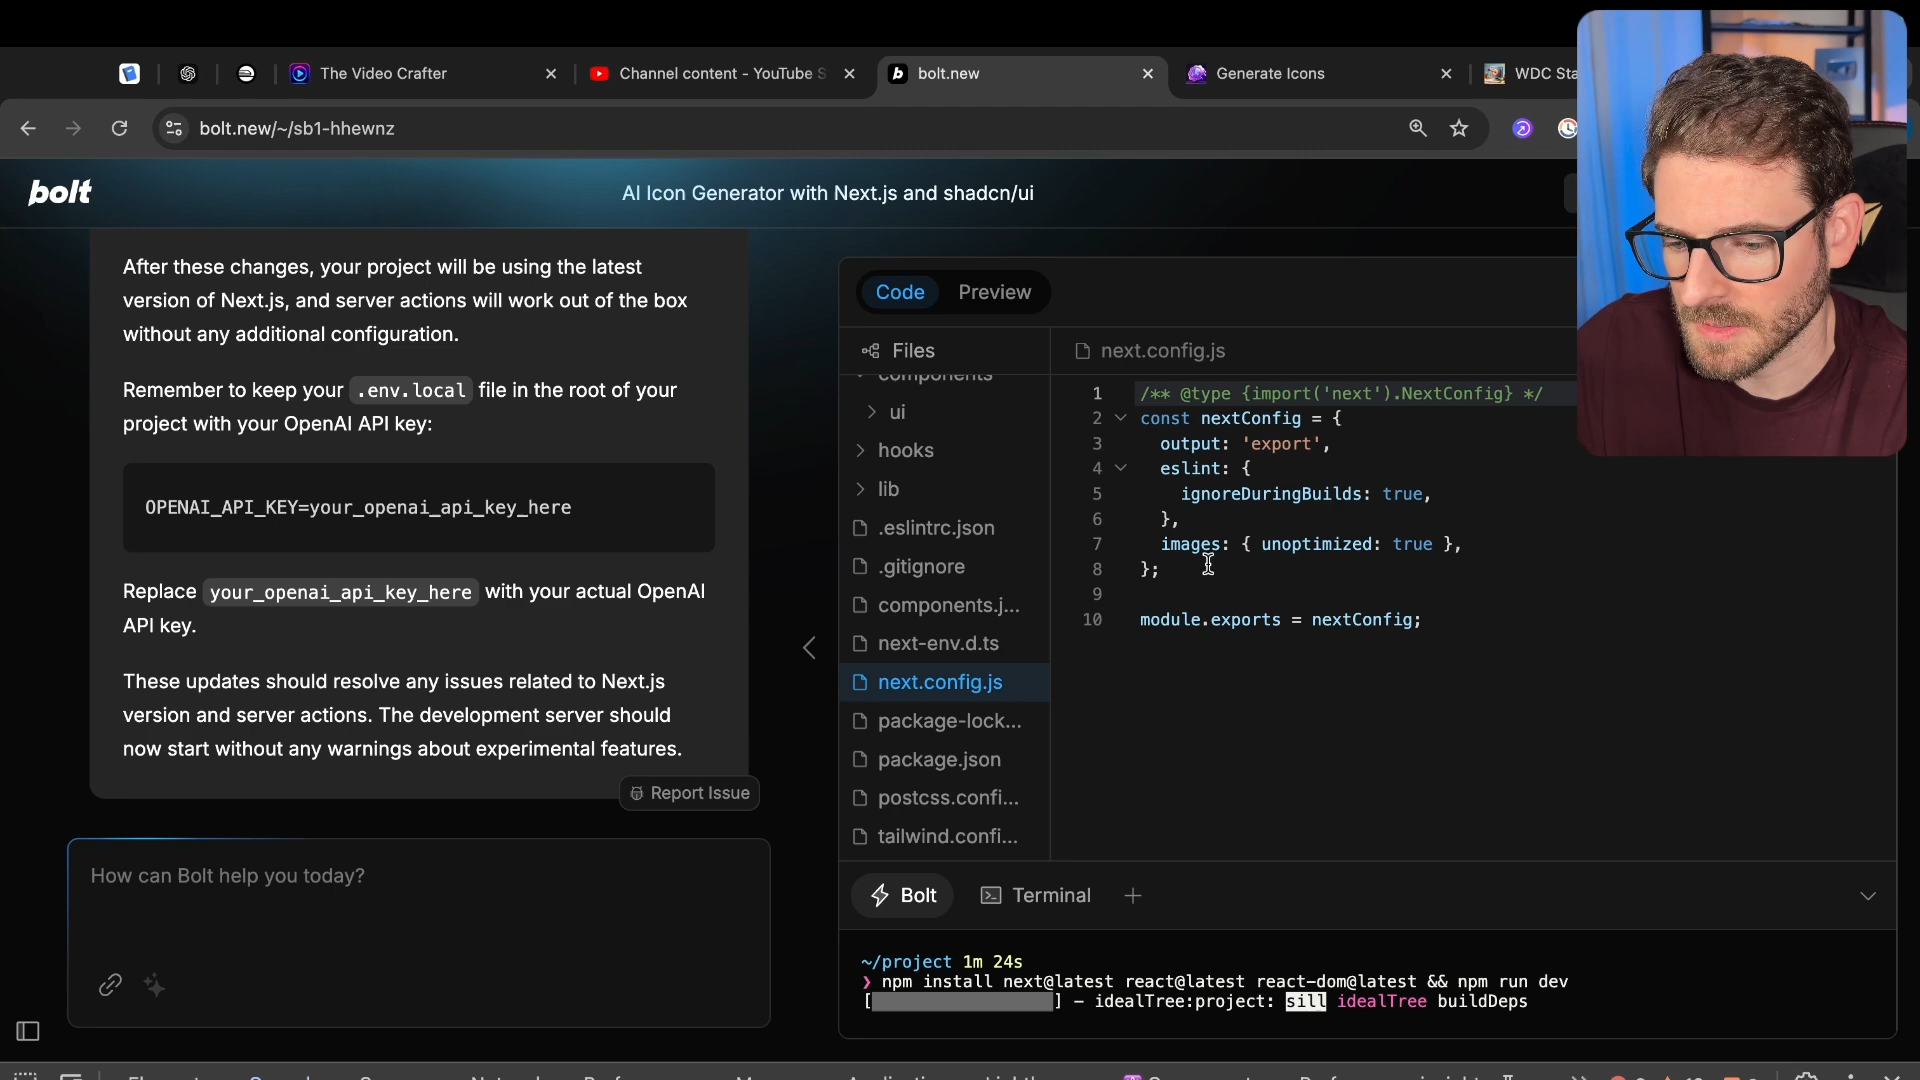 The Video Crafter
Channel content - YouTube S
bolt.new
Generate Icons
WDC Sta
bolt.new/~/sb1-hhewnz
bolt
AI Icon Generator with Next.js and shadcn/ui
After these changes, your project will be using the latest
version of Next.js, and server actions will work out of the box
without any additional configuration.
Remember to keep your .env.local file in the root of your
project with your OpenAI API key:
OPENAI_API_KEY=your_openai_api_key_here
Replace your_openai_api_key_here with your actual OpenAI
API key.
These updates should resolve any issues related to Next.js
version and server actions. The development server should
now start without any warnings about experimental features.
Report Issue
How can Bolt help you today?
Code
Preview
Files
components
ui
hooks
lib
.eslintrc.json
.gitignore
components.j...
next-env.d.ts
next.config.js
package-lock...
package.json
postcss.confi...
tailwind.confi...
next.config.js
1 /** @type {import('next').NextConfig} */
2 const nextConfig = {
3 output: 'export',
4 eslint: {
5 ignoreDuringBuilds: true,
6 },
7 images: { unoptimized: true },
8 };
9
10 module.exports = nextConfig;
Bolt
Terminal
~/project 1m 24s
❯ npm install next@latest react@latest react-dom@latest && npm run dev
[ ] - idealTree:project: sill idealTree buildDeps